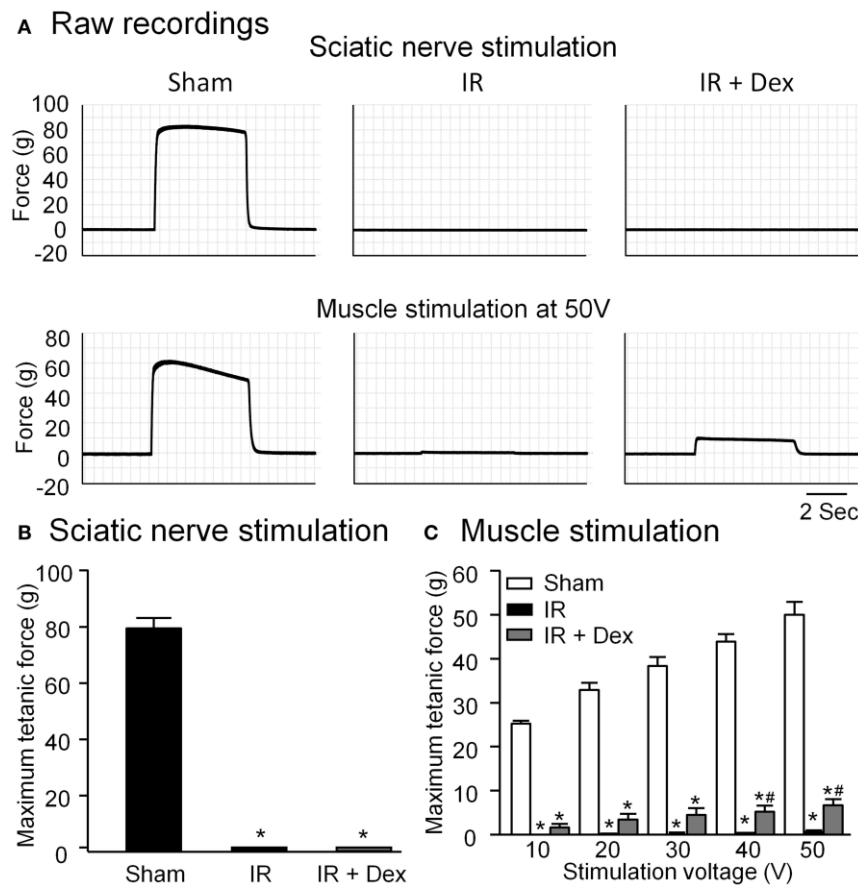 A Raw recordings
Sciatic nerve stimulation
Sham IR IR + Dex
Force (g)
100
80
60
40
20
0
-20
Muscle stimulation at 50V
Force (g)
80
60
40
20
0
-20
2 Sec
B Sciatic nerve stimulation
Maximum tetanic force (g)
100
80
60
40
20
0
* *
Sham IR IR + Dex
C Muscle stimulation
Maximum tetanic force (g)
60
50
40
30
20
10
0
Sham
IR
IR + Dex
* * * * * * * *# * *#
10 20 30 40 50
Stimulation voltage (V)